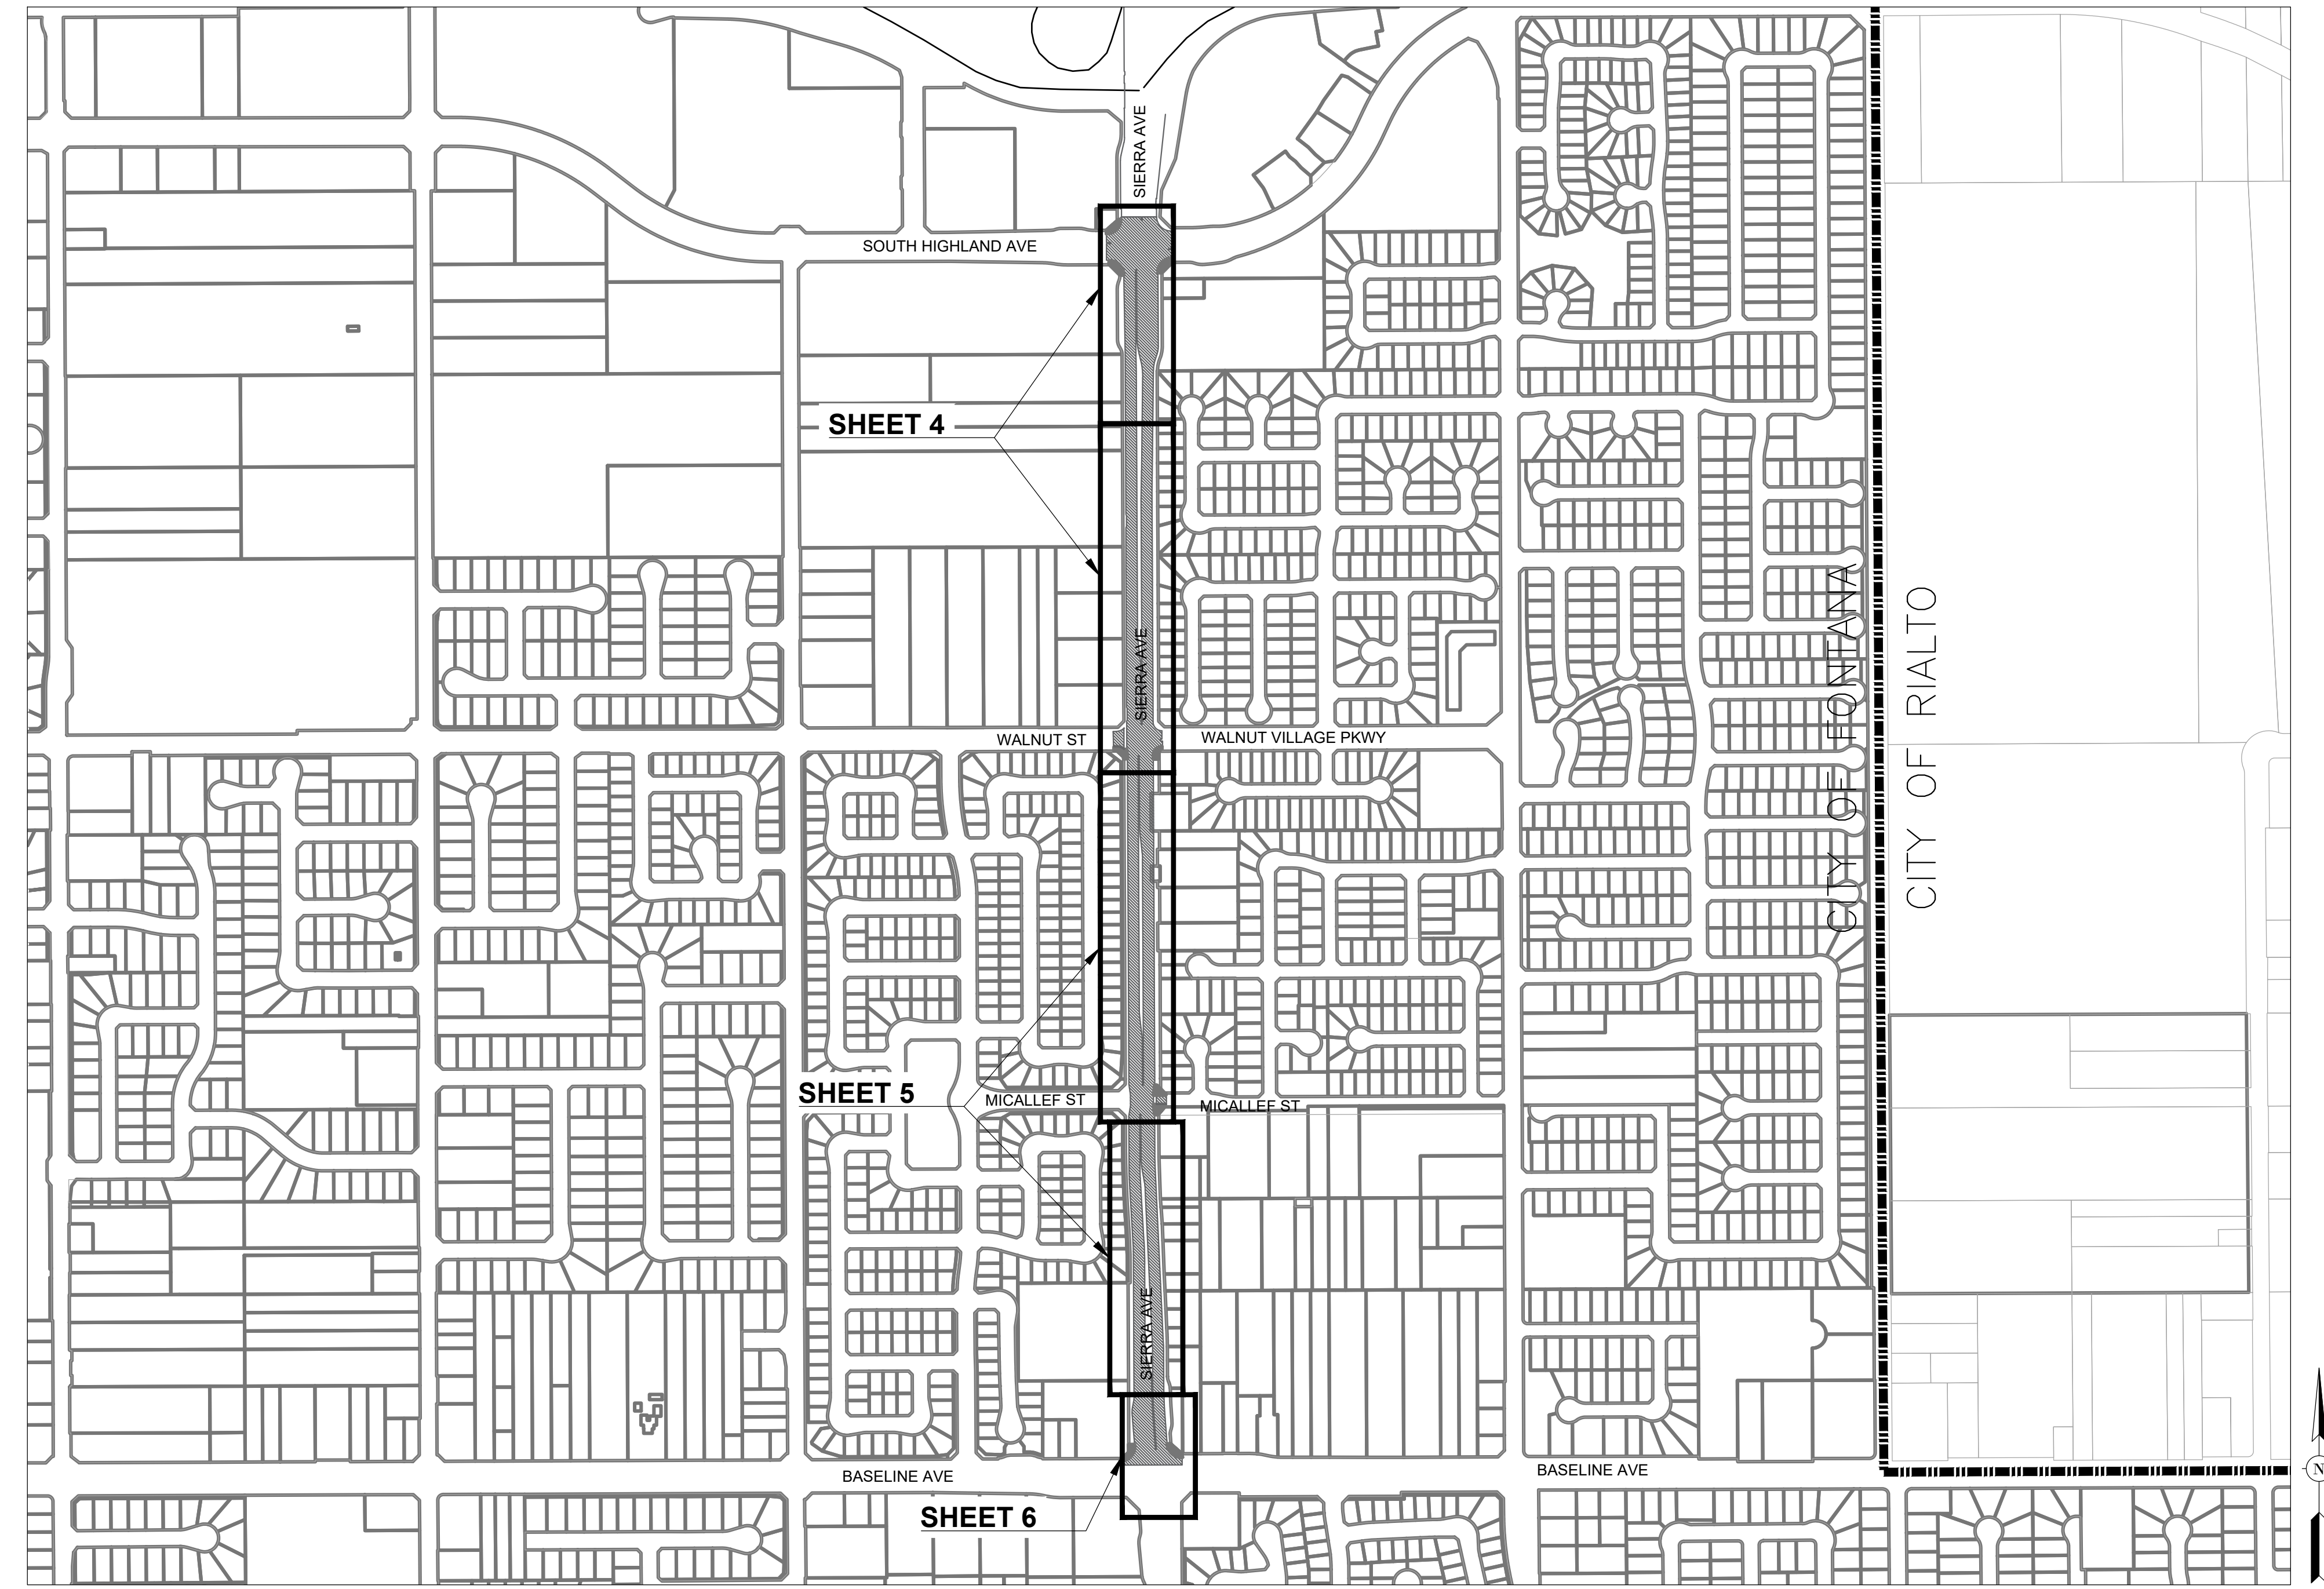 SIERRA AVE
SOUTH HIGHLAND AVE
SHEET 4
SIERRA AVE
CITY OF FONTANA
CITY OF RIALTO
WALNUT ST
WALNUT VILLAGE PKWY
SHEET 5
MICALLEF ST
MICALLEF ST
SIERRA AVE
BASELINE AVE
BASELINE AVE
N
SHEET 6